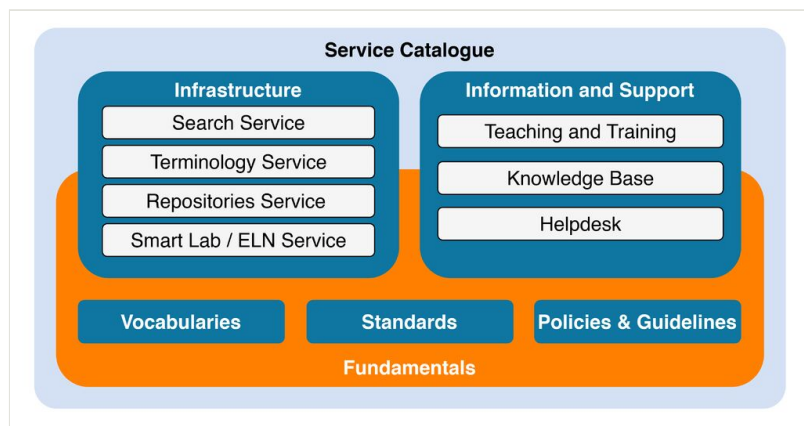 Service Catalogue
Infrastructure
Search Service
Terminology Service
Repositories Service
Smart Lab / ELN Service
Information and Support
Teaching and Training
Knowledge Base
Helpdesk
Vocabularies
Standards
Policies & Guidelines
Fundamentals